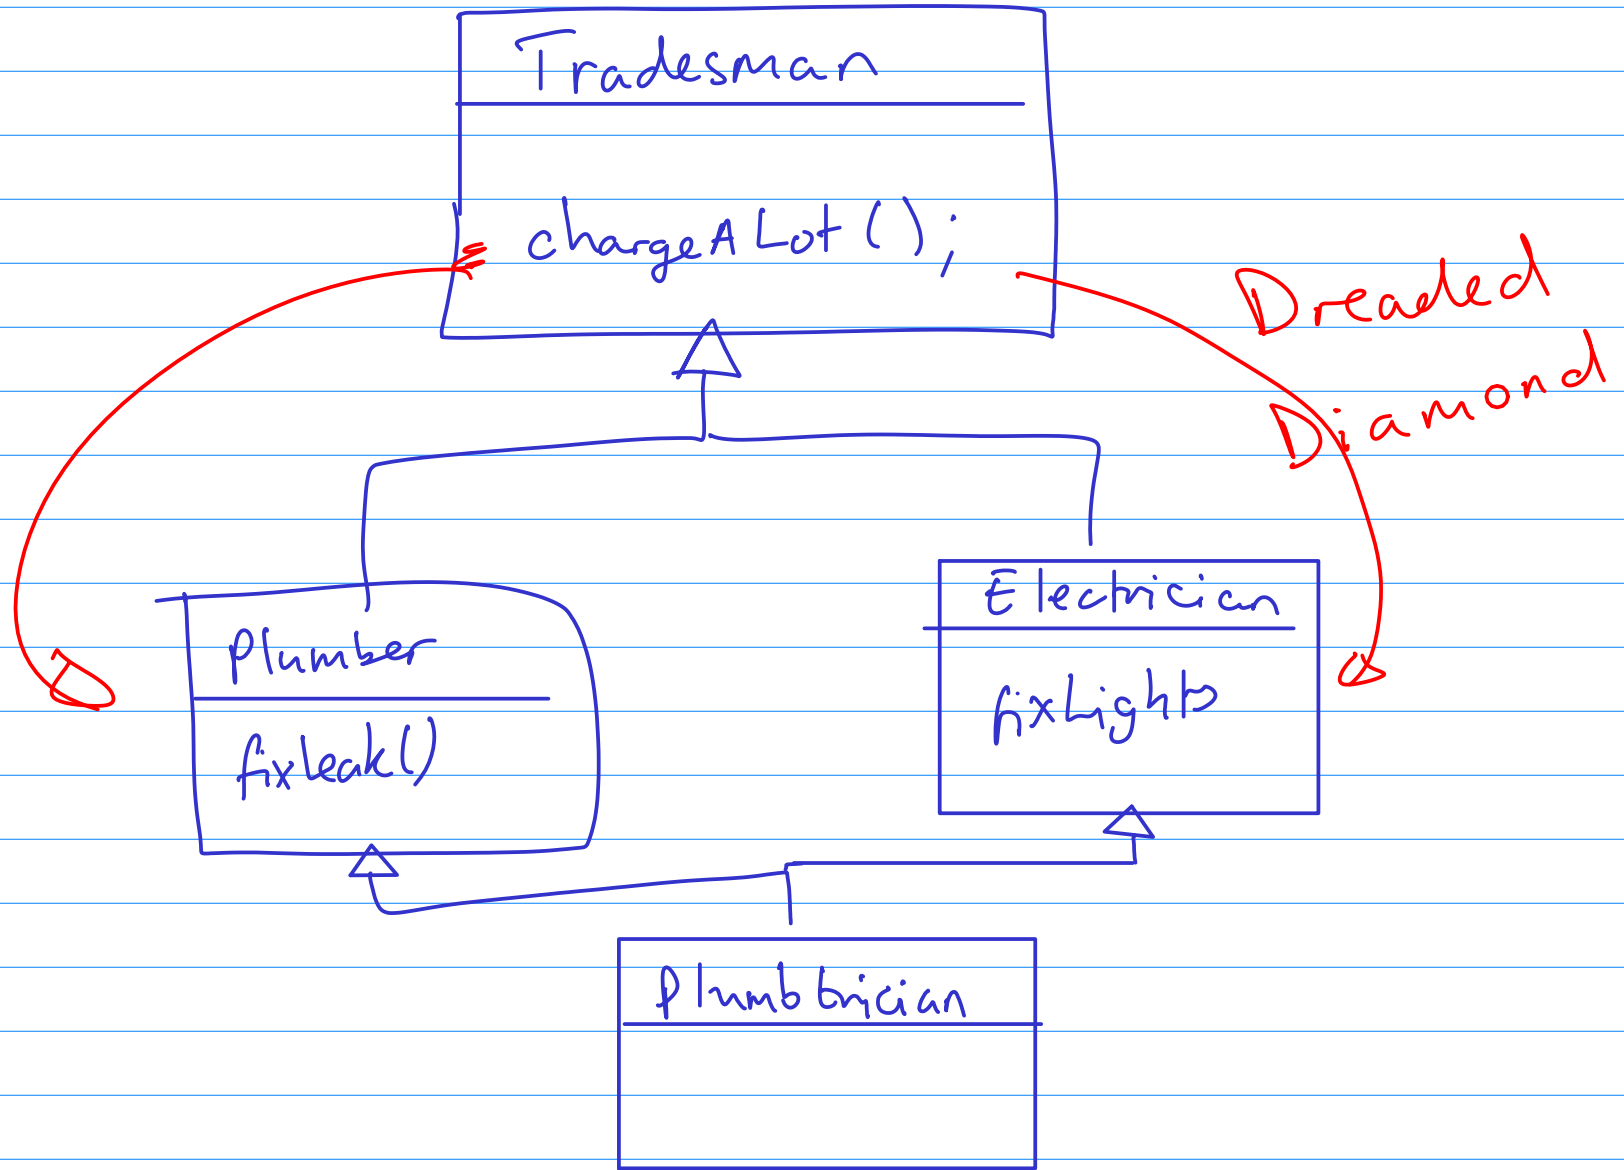 Tradesman
chargeALot();
Dreaded
Diamond
Plumber
fixLeak()
Electrician
fixLights
Plumbtrician